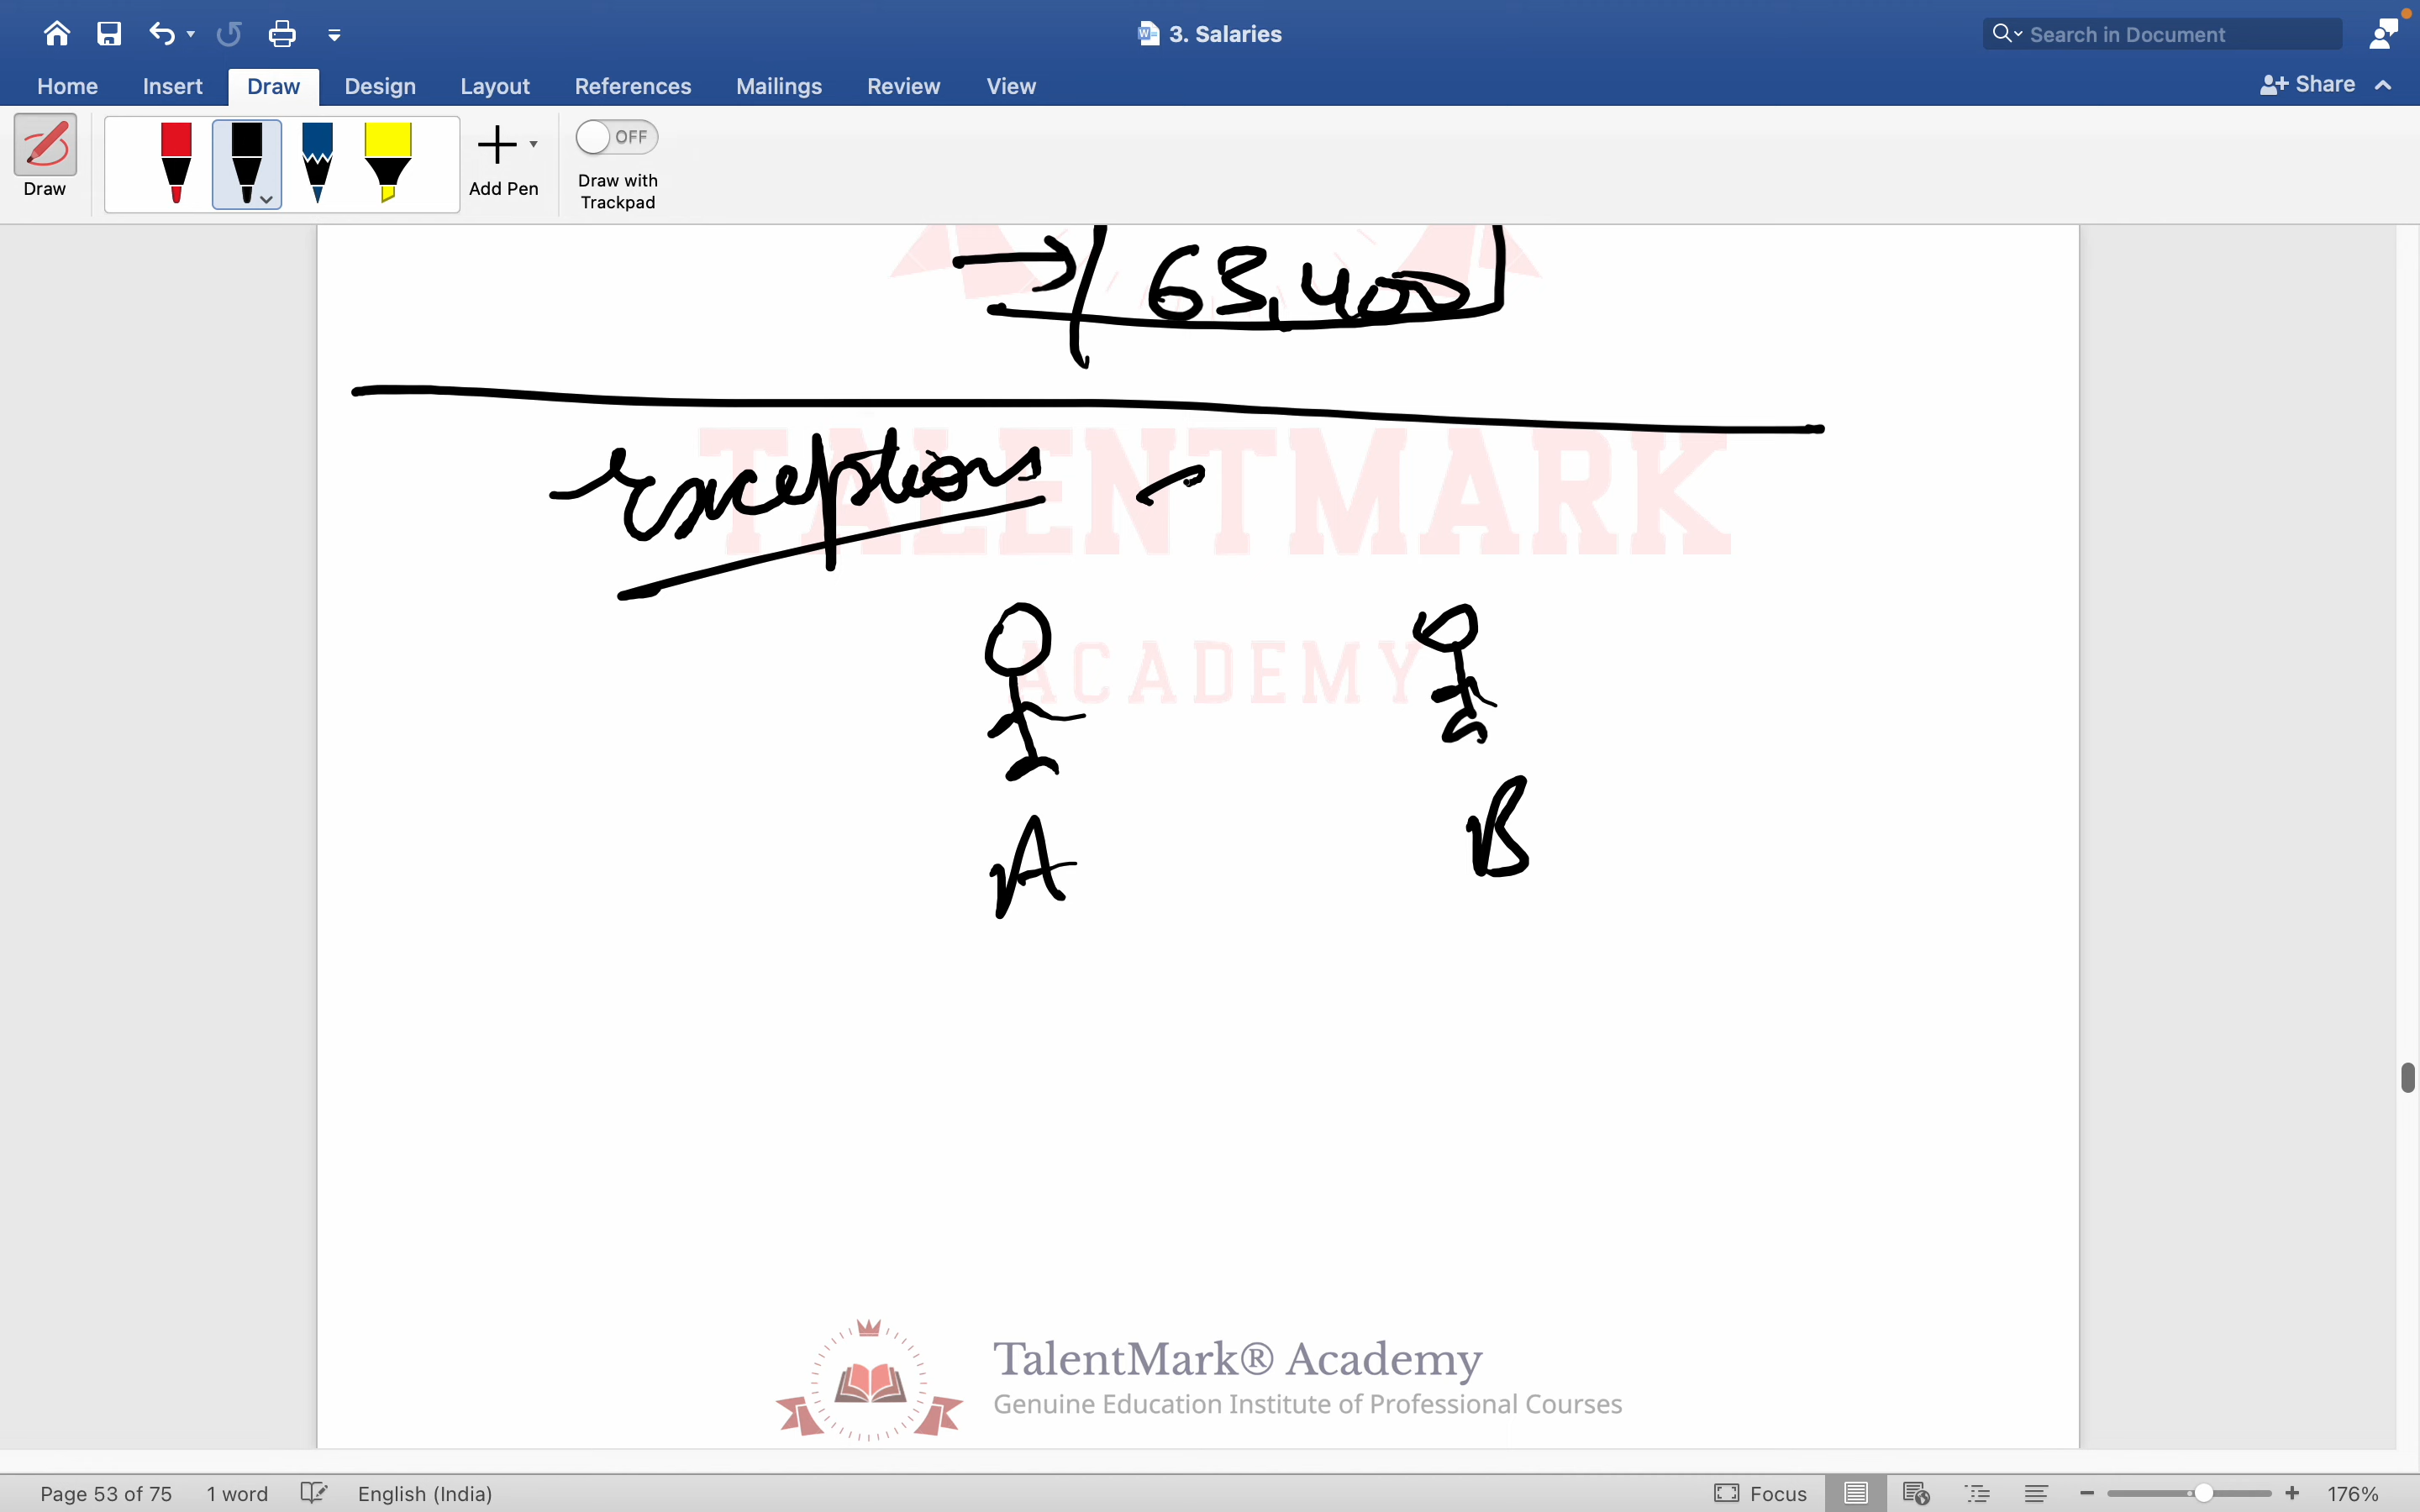 3. Salaries
Search in Document
Home Insert Draw Design Layout References Mailings Review View
Share
Draw
Add Pen
OFF
Draw with
Trackpad
63,400
TALENTMARK
Exceptions
ACADEMY
A B
TalentMark® Academy
Genuine Education Institute of Professional Courses
Page 53 of 75 1 word English (India) Focus 176%